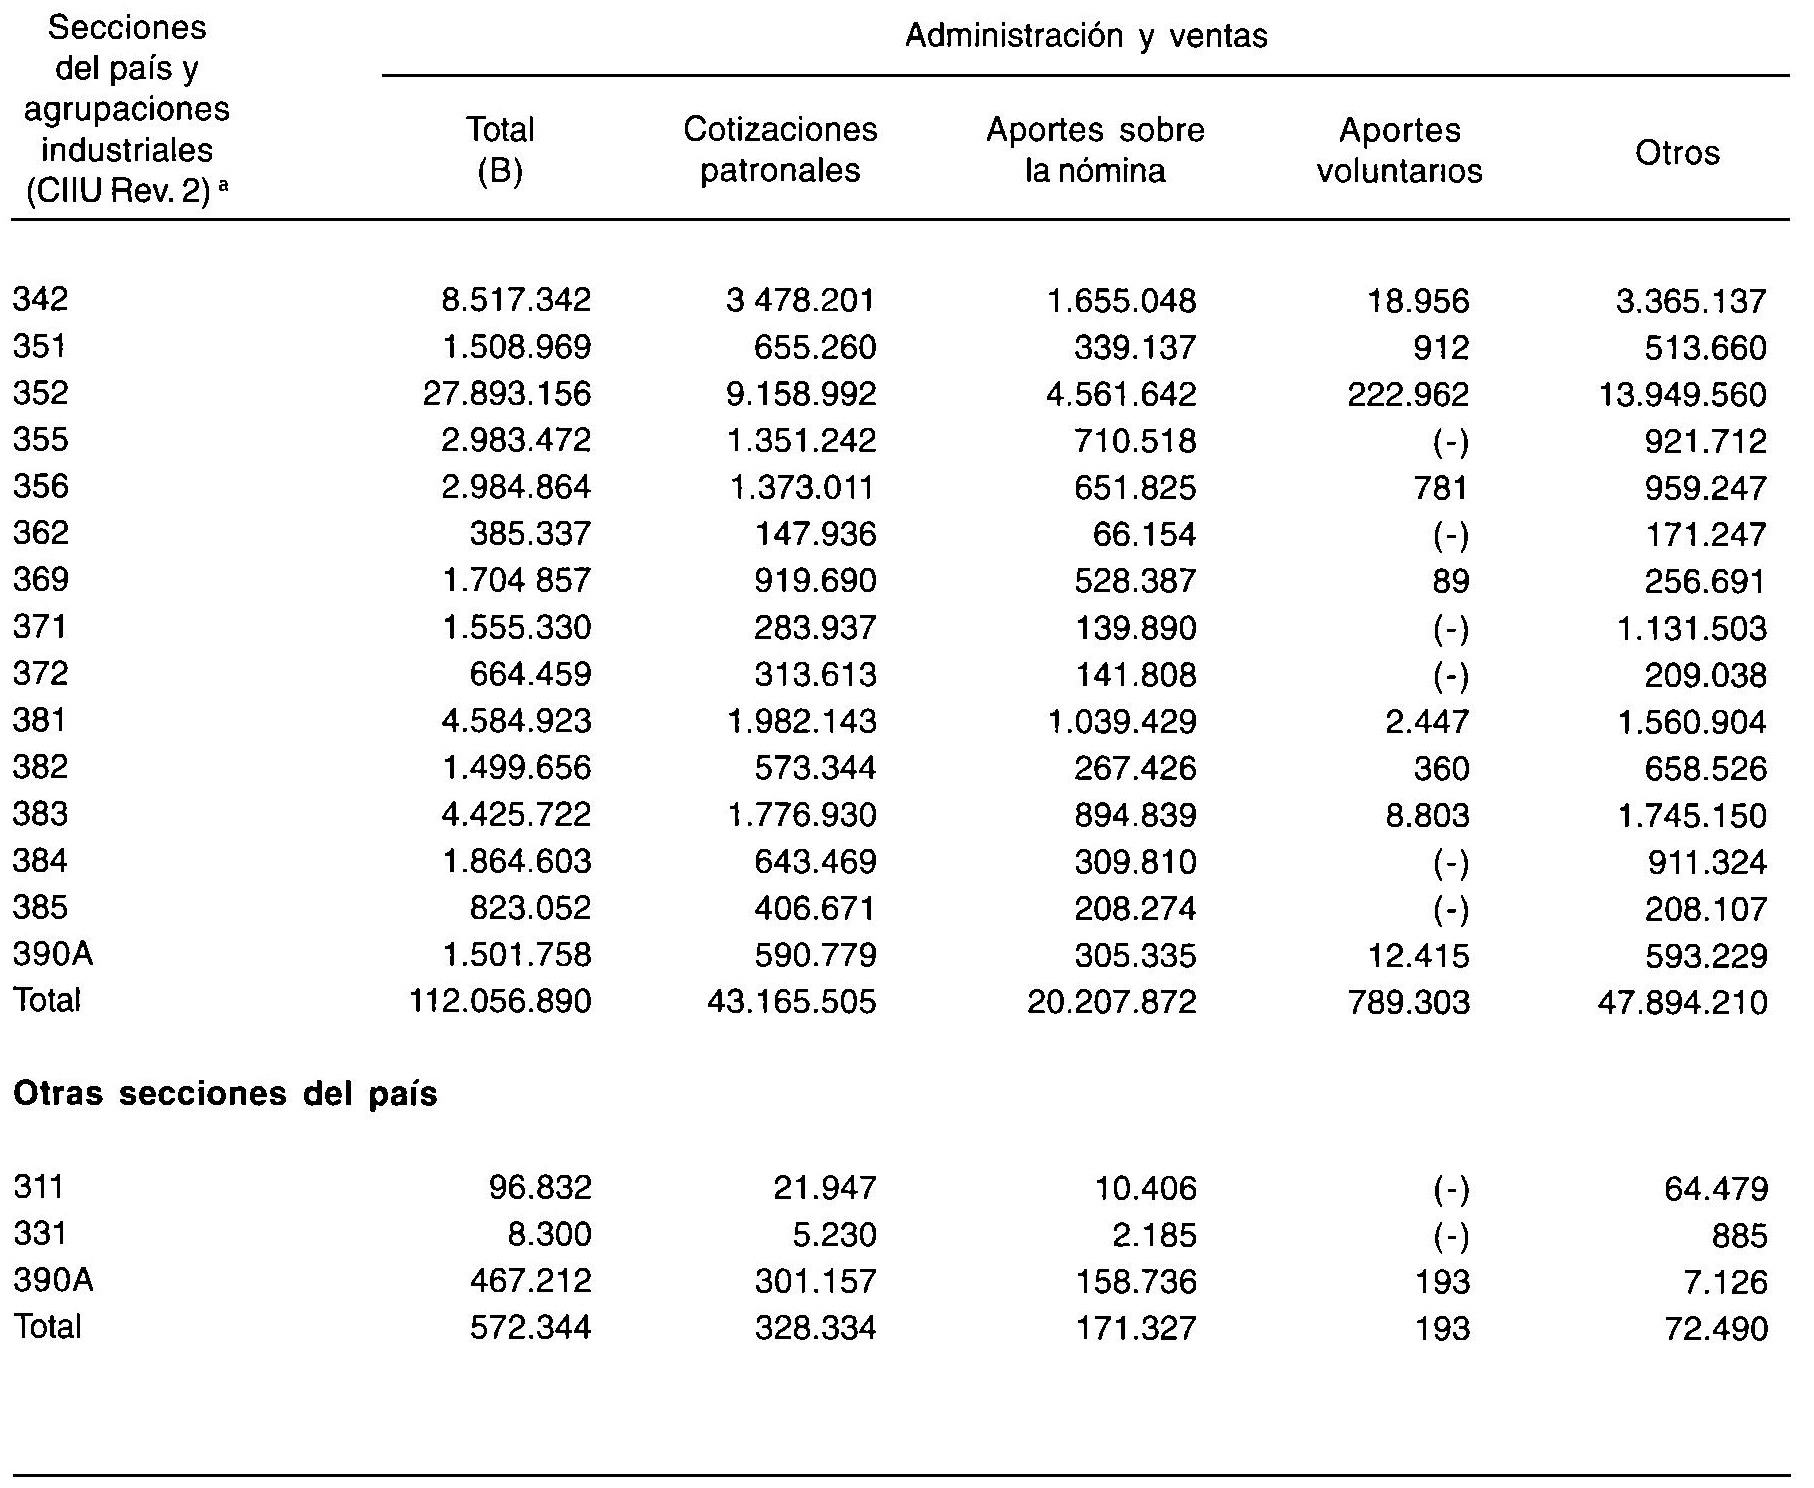 Secciones
del país y
agrupaciones
industriales
(CIIU Rev. 2) a
Administración y ventas
Total
(B)
Cotizaciones
patronales
Aportes sobre
la nómina
Aportes
voluntarios
Otros
342 8.517.342 3 478.201 1.655.048 18.956 3.365.137
351 1.508.969 655.260 339.137 912 513.660
352 27.893.156 9.158.992 4.561.642 222.962 13.949.560
355 2.983.472 1.351.242 710.518 (-) 921.712
356 2.984.864 1.373.011 651.825 781 959.247
362 385.337 147.936 66.154 (-) 171.247
369 1.704 857 919.690 528.387 89 256.691
371 1.555.330 283.937 139.890 (-) 1.131.503
372 664.459 313.613 141.808 (-) 209.038
381 4.584.923 1.982.143 1.039.429 2.447 1.560.904
382 1.499.656 573.344 267.426 360 658.526
383 4.425.722 1.776.930 894.839 8.803 1.745.150
384 1.864.603 643.469 309.810 (-) 911.324
385 823.052 406.671 208.274 (-) 208.107
390A 1.501.758 590.779 305.335 12.415 593.229
Total 112.056.890 43.165.505 20.207.872 789.303 47.894.210
Otras secciones del país
311 96.832 21.947 10.406 (-) 64.479
331 8.300 5.230 2.185 (-) 885
390A 467.212 301.157 158.736 193 7.126
Total 572.344 328.334 171.327 193 72.490